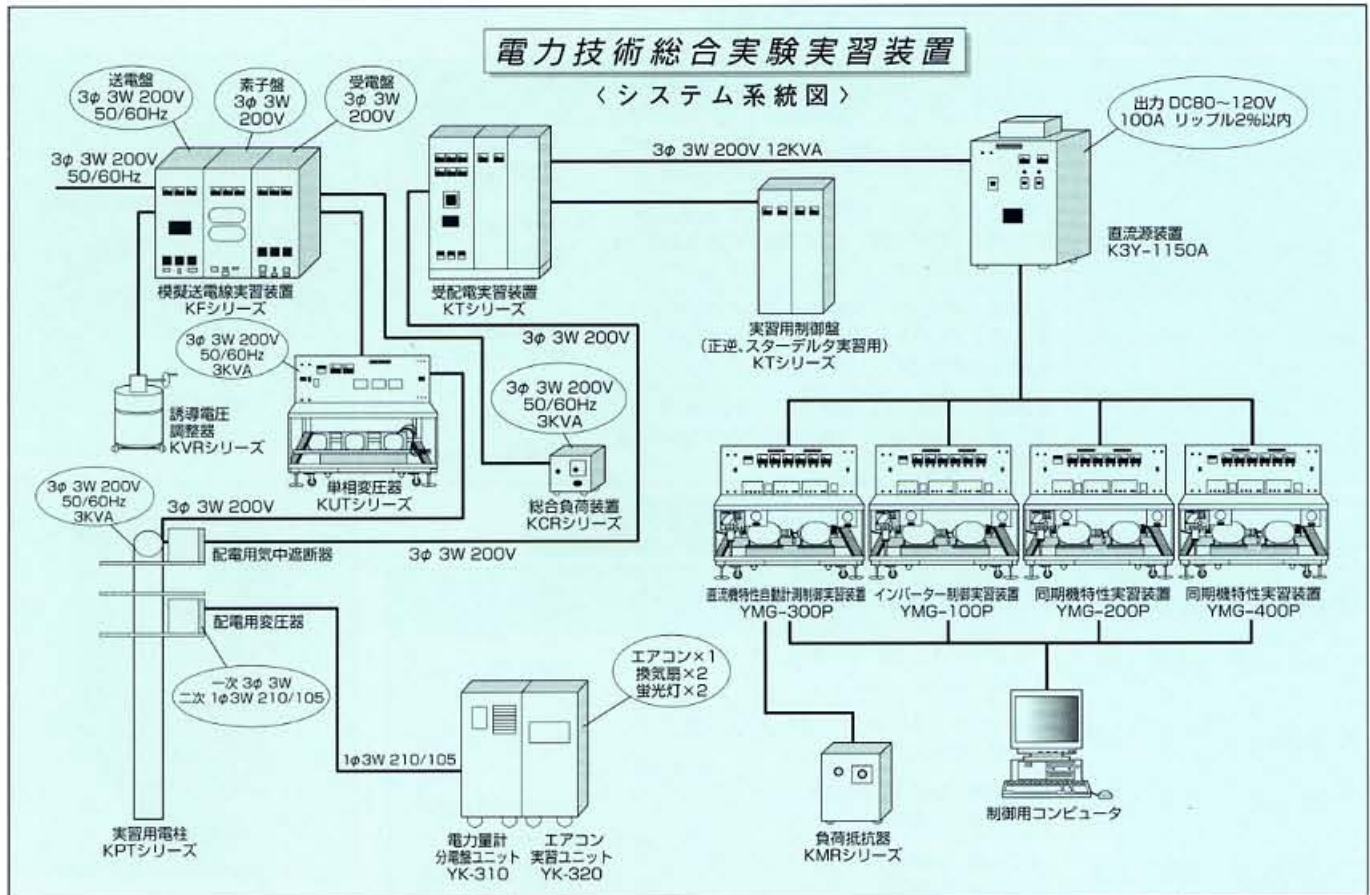 電力技術総合実験実習装置
〈システム系統図〉
送電盤
3φ 3W 200V
50/60Hz
素子盤
3φ 3W
200V
受電盤
3φ 3W
200V
3φ 3W 200V
50/60Hz
模擬送電線実習装置
KFシリーズ
受配電実習装置
KTシリーズ
3φ 3W 200V 12KVA
出力 DC80〜120V
100A リップル2%以内
直流源装置
K3Y-1150A
実習用制御盤
(正逆、スターデルタ実習用)
KTシリーズ
3φ 3W 200V
誘導電圧
調整器
KVRシリーズ
3φ 3W 200V
50/60Hz
3KVA
単相変圧器
KUTシリーズ
3φ 3W 200V
50/60Hz
3KVA
総合負荷装置
KCRシリーズ
3φ 3W 200V
50/60Hz
3KVA
3φ 3W 200V
配電用気中遮断器
3φ 3W 200V
配電用変圧器
一次 3φ 3W
二次 1φ3W 210/105
1φ3W 210/105
実習用電柱
KPTシリーズ
エアコン×1
換気扇×2
蛍光灯×2
電力量計
分電盤ユニット
YK-310
エアコン
実習ユニット
YK-320
直流機特性自動計測制御実習装置
YMG-300P
インバーター制御実習装置
YMG-100P
同期機特性実習装置
YMG-200P
同期機特性実習装置
YMG-400P
負荷抵抗器
KMRシリーズ
制御用コンピュータ